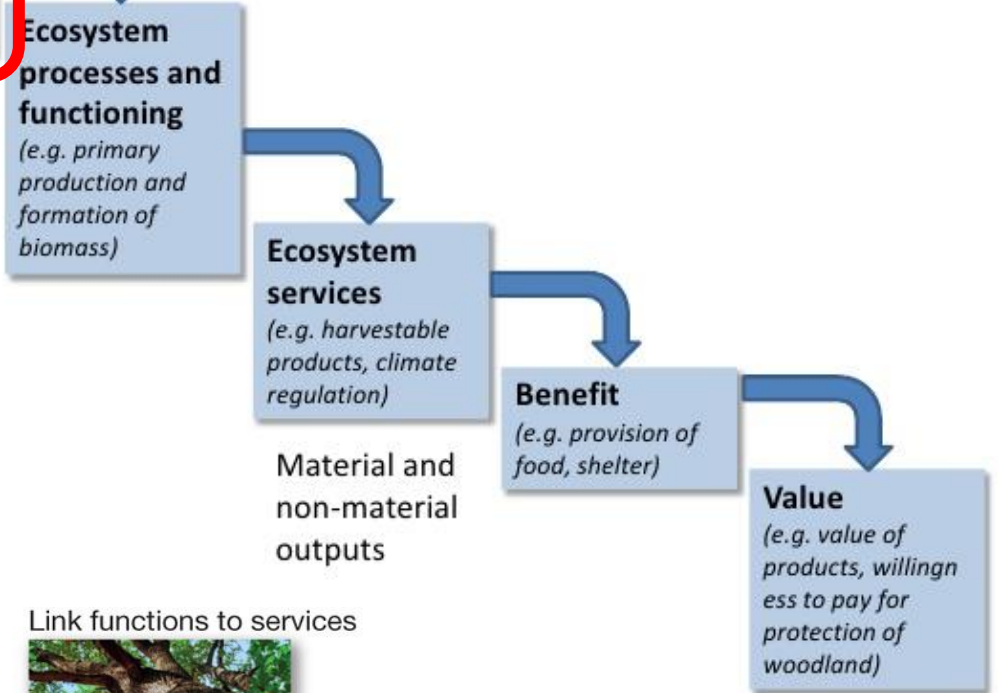 Ecosystem
processes and
functioning
(e.g. primary
production and
formation of
biomass)
Ecosystem
services
(e.g. harvestable
products, climate
regulation)
Material and
non-material
outputs
Benefit
(e.g. provision of
food, shelter)
Value
(e.g. value of
products, willingn
ess to pay for
protection of
woodland)
Link functions to services